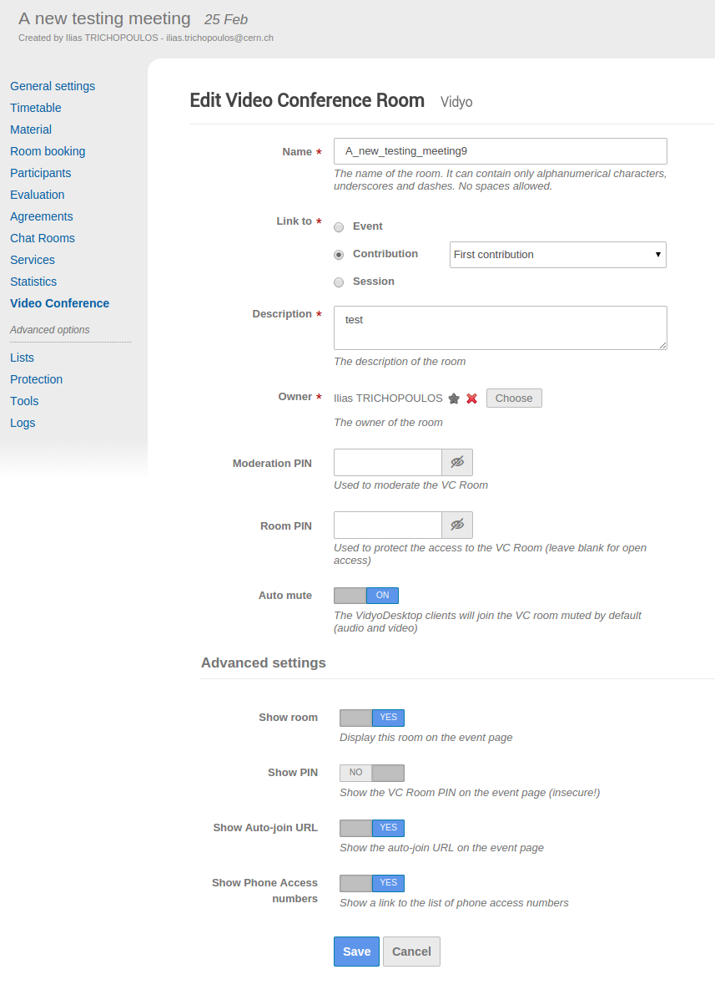 A new testing meeting 25 Feb
Created by Ilias TRICHOPOULOS - ilias.trichopoulos@cern.ch
General settings
Timetable
Material
Room booking
Participants
Evaluation
Agreements
Chat Rooms
Services
Statistics
Video Conference
Advanced options
Lists
Protection
Tools
Logs
Edit Video Conference Room Vidyo
Name * A_new_testing_meeting9
The name of the room. It can contain only alphanumerical characters,
underscores and dashes. No spaces allowed.
Link to *
Event
Contribution First contribution
Session
Description * test
The description of the room
Owner * Ilias TRICHOPOULOS Choose
The owner of the room
Moderation PIN
Used to moderate the VC Room
Room PIN
Used to protect the access to the VC Room (leave blank for open
access)
Auto mute ON
The VidyoDesktop clients will join the VC room muted by default
(audio and video)
Advanced settings
Show room YES
Display this room on the event page
Show PIN NO
Show the VC Room PIN on the event page (insecure!)
Show Auto-join URL YES
Show the auto-join URL on the event page
Show Phone Access YES
numbers
Show a link to the list of phone access numbers
Save Cancel